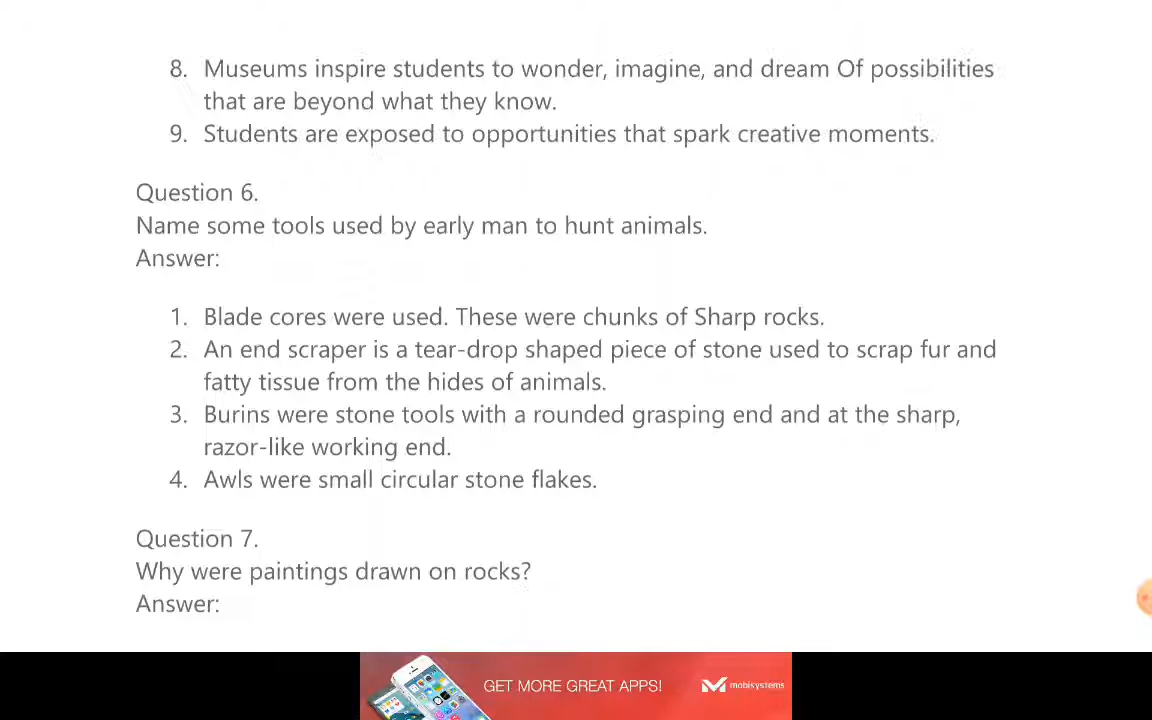 8. Museums inspire students to wonder, imagine, and dream Of possibilities
that are beyond what they know.
9. Students are exposed to opportunities that spark creative moments.
Question 6.
Name some tools used by early man to hunt animals.
Answer:
1. Blade cores were used. These were chunks of Sharp rocks.
2. An end scraper is a tear-drop shaped piece of stone used to scrap fur and
fatty tissue from the hides of animals.
3. Burins were stone tools with a rounded grasping end and at the sharp,
razor-like working end.
4. Awls were small circular stone flakes.
Question 7.
Why were paintings drawn on rocks?
Answer:
GET MORE GREAT APPS! mobisystems